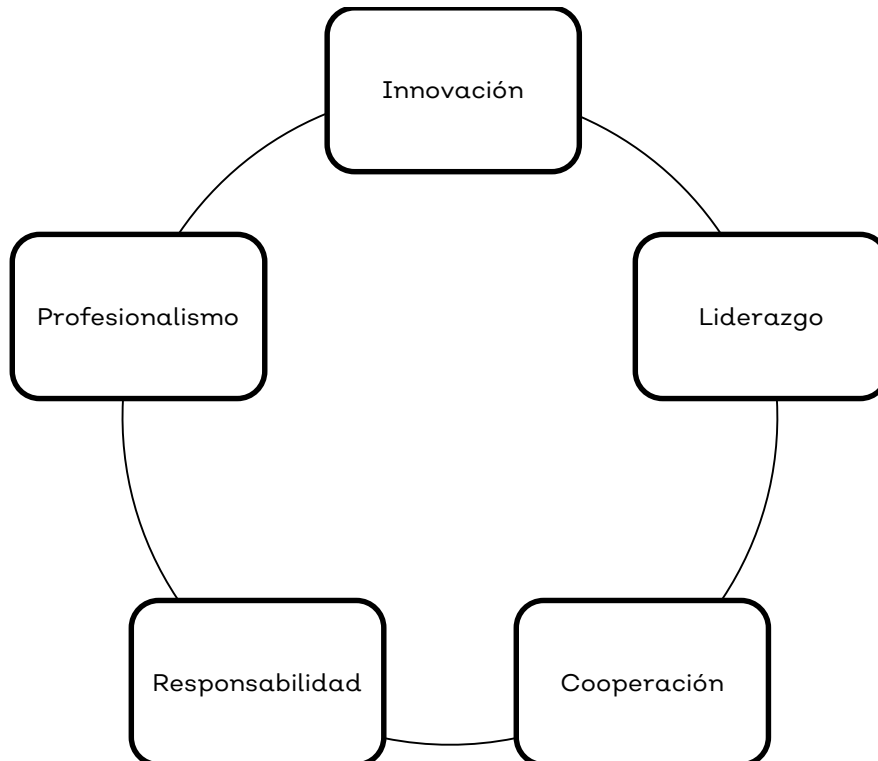 Innovación
Liderazgo
Cooperación
Responsabilidad
Profesionalismo